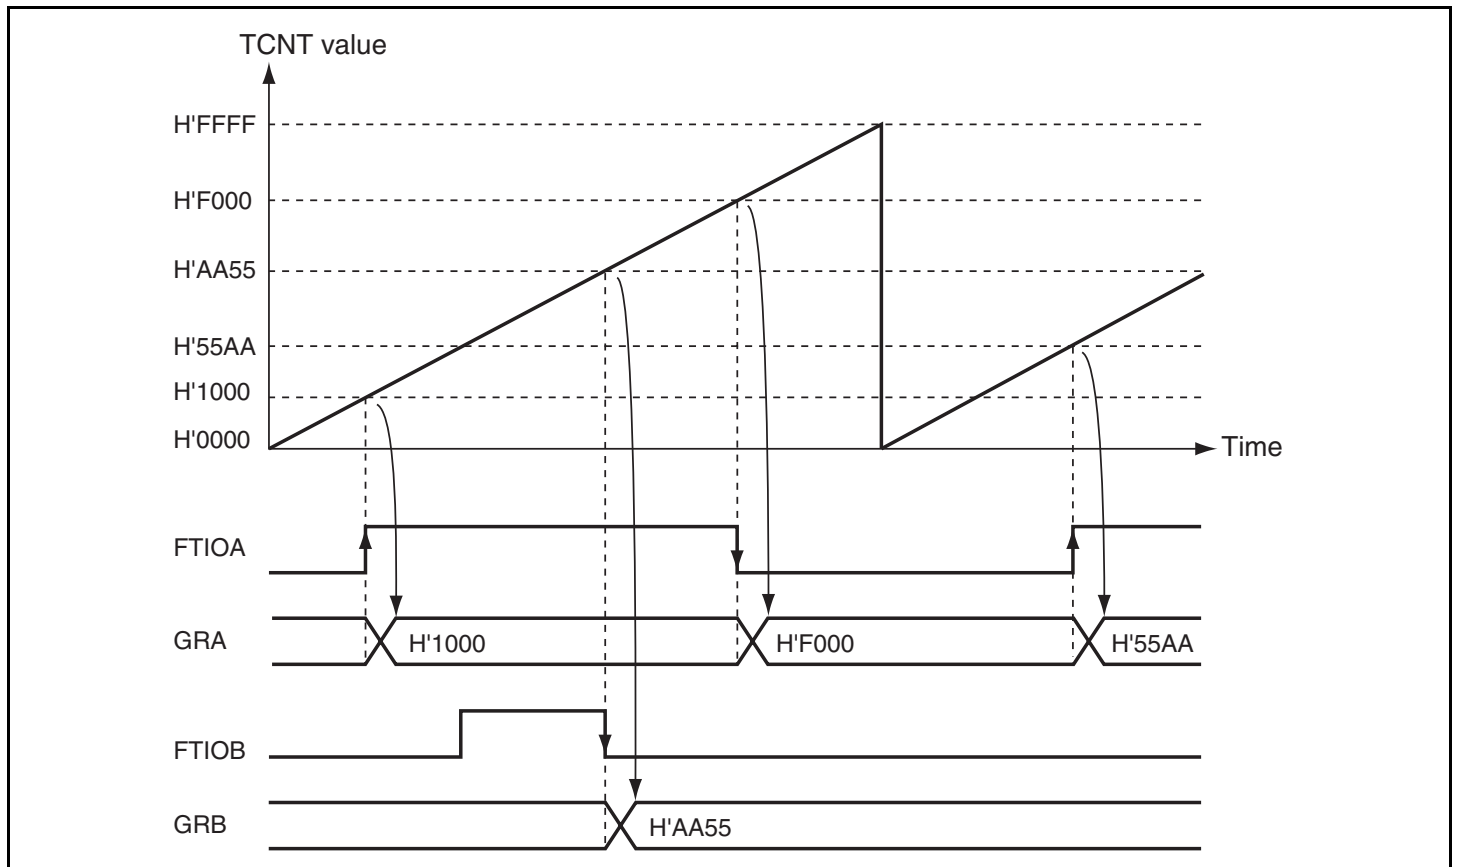 TCNT value
H'FFFF
H'F000
H'AA55
H'55AA
H'1000
H'0000
Time
FTIOA
GRA
H'1000
H'F000
H'55AA
FTIOB
GRB
H'AA55